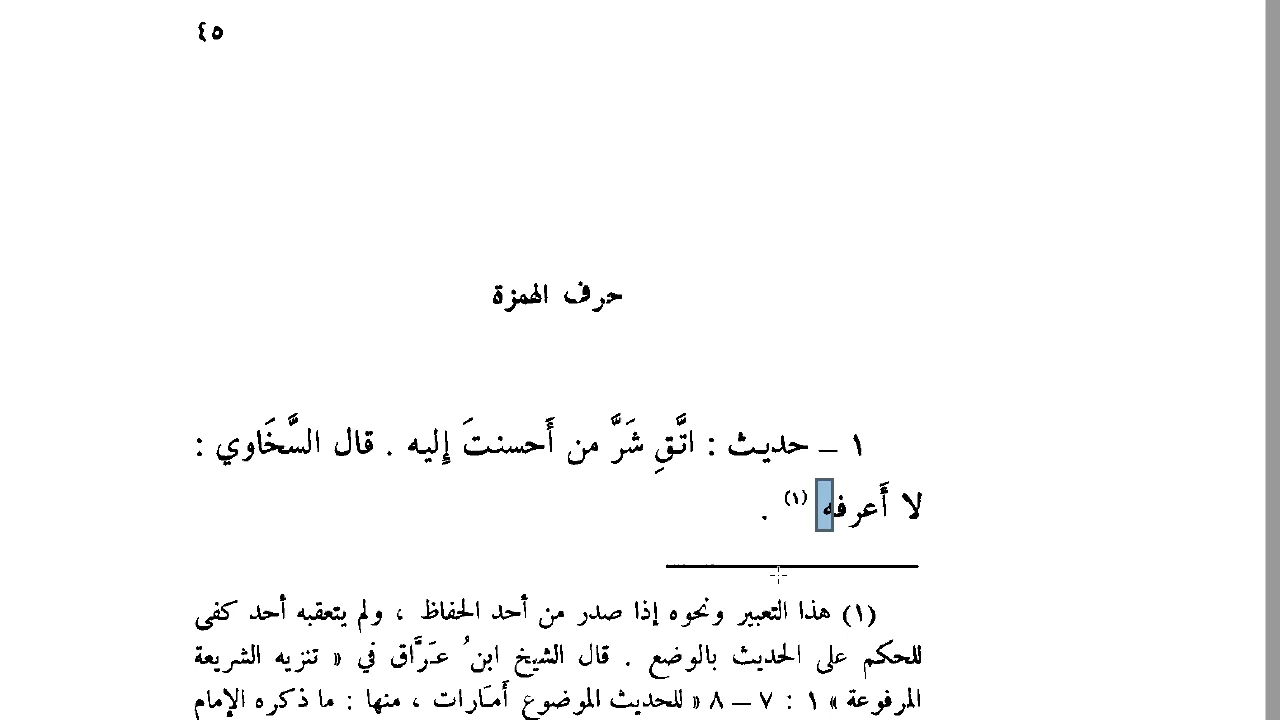 ٤٥
حرف الهمزة
١ – حديث : اتَّقِ شَرَّ من أَحسنتَ إِليه . قال السَّخَاوي :
لا أَعرفه (١) .
(١) هذا التعبير ونحوه إذا صدر من أحد الحفاظ ، ولم يتعقبه أحد كفى
للحكم على الحديث بالوضع . قال الشيخ ابنُ عَرَّاق في « تنزيه الشريعة
المرفوعة » ١ : ٧ – ٨ « للحديث الموضوع أَمَارات ، منها : ما ذكره الإمام